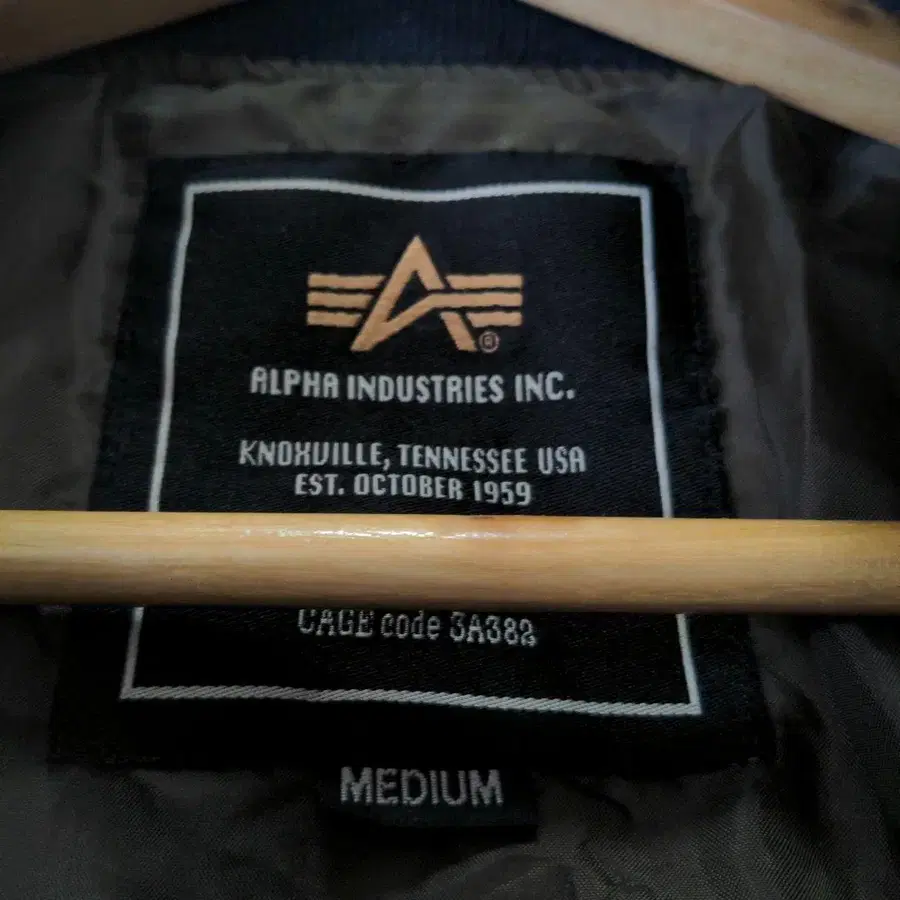 ALPHA INDUSTRIES INC.
KNOXVILLE, TENNESSEE USA
EST. OCTOBER 1959
CAGE code 3A382
MEDIUM